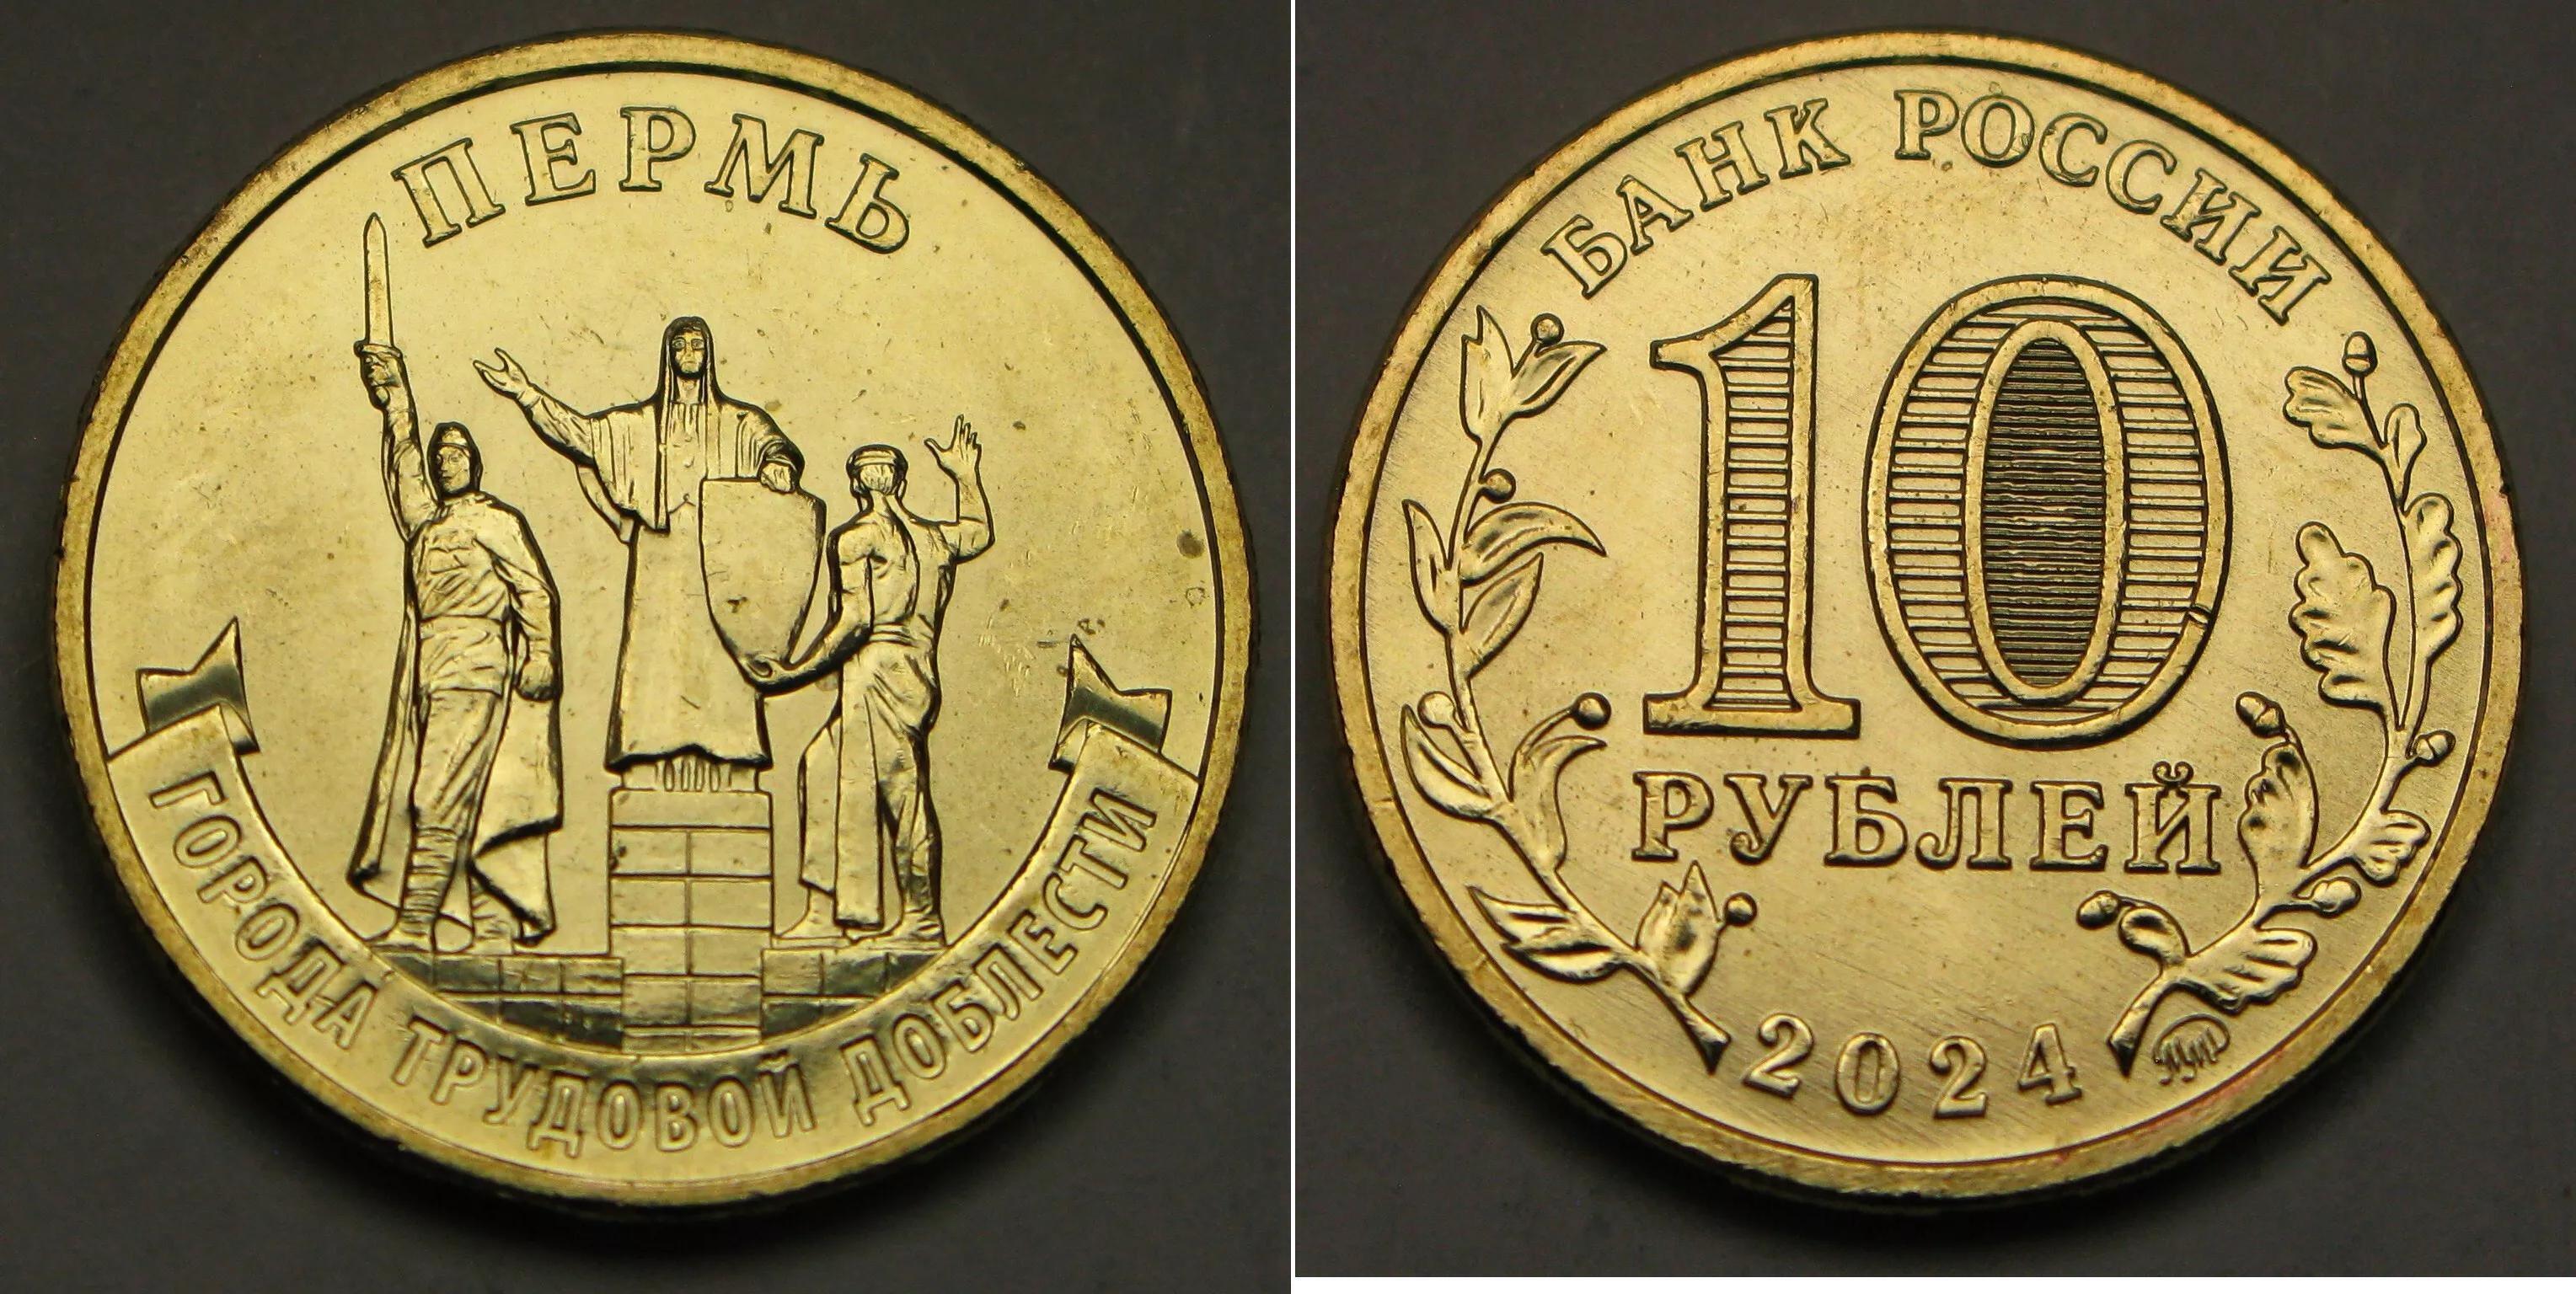 ПЕРМЬ
ГОРОДА ТРУДОВОЙ ДОБЛЕСТИ
БАНК РОССИИ
10
РУБЛЕЙ
2024
ММД